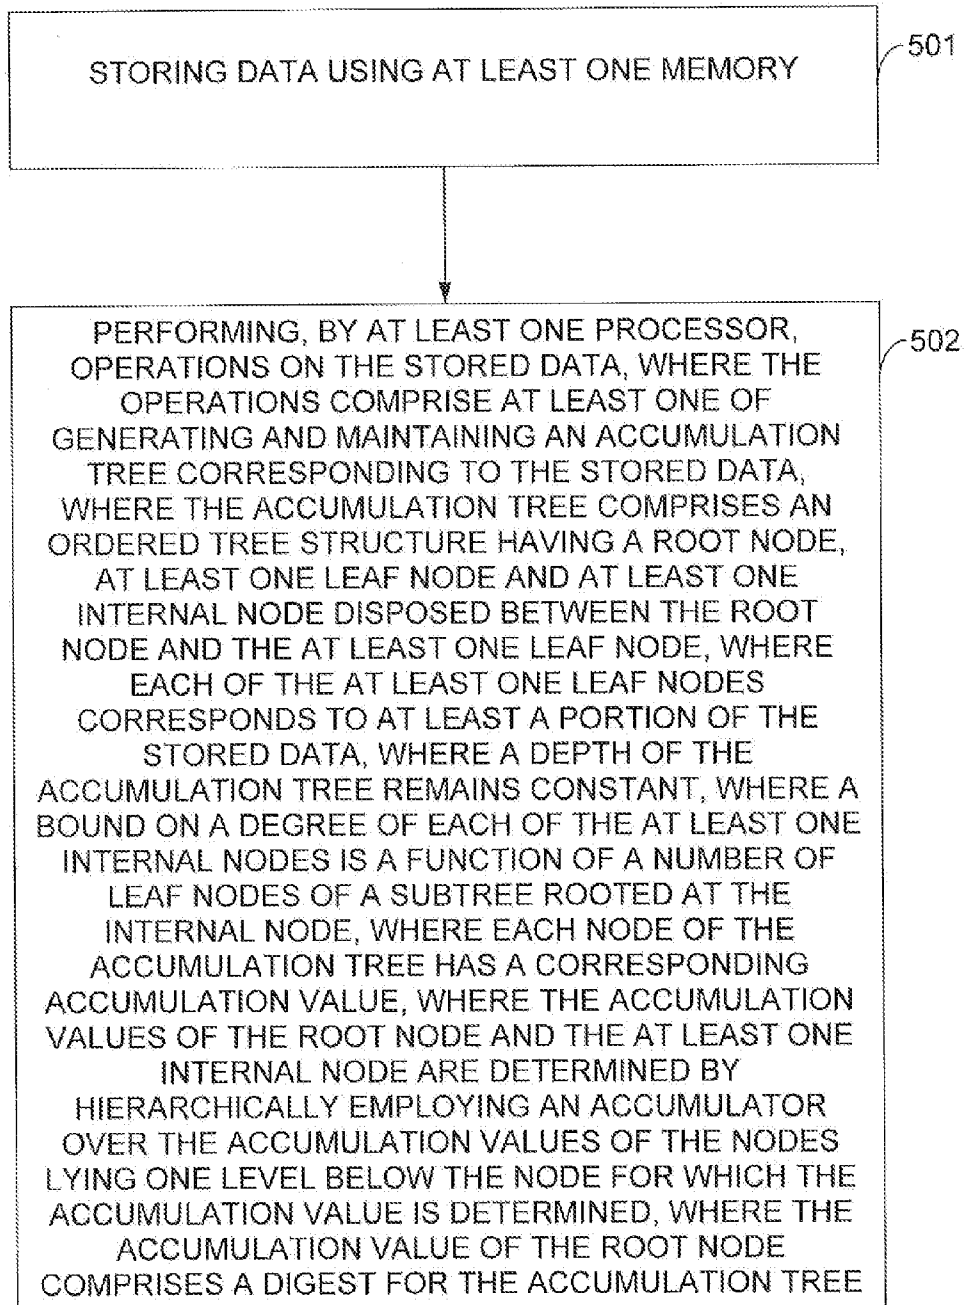 STORING DATA USING AT LEAST ONE MEMORY
501
PERFORMING, BY AT LEAST ONE PROCESSOR,
502
OPERATIONS ON THE STORED DATA, WHERE THE
OPERATIONS COMPRISE AT LEAST ONE OF
GENERATING AND MAINTAINING AN ACCUMULATION
TREE CORRESPONDING TO THE STORED DATA,
WHERE THE ACCUMULATION TREE COMPRISES AN
ORDERED TREE STRUCTURE HAVING A ROOT NODE,
AT LEAST ONE LEAF NODE AND AT LEAST ONE
INTERNAL NODE DISPOSED BETWEEN THE ROOT
NODE AND THE AT LEAST ONE LEAF NODE, WHERE
EACH OF THE AT LEAST ONE LEAF NODES
CORRESPONDS TO AT LEAST A PORTION OF THE
STORED DATA, WHERE A DEPTH OF THE
ACCUMULATION TREE REMAINS CONSTANT, WHERE A
BOUND ON A DEGREE OF EACH OF THE AT LEAST ONE
INTERNAL NODES IS A FUNCTION OF A NUMBER OF
LEAF NODES OF A SUBTREE ROOTED AT THE
INTERNAL NODE, WHERE EACH NODE OF THE
ACCUMULATION TREE HAS A CORRESPONDING
ACCUMULATION VALUE, WHERE THE ACCUMULATION
VALUES OF THE ROOT NODE AND THE AT LEAST ONE
INTERNAL NODE ARE DETERMINED BY
HIERARCHICALLY EMPLOYING AN ACCUMULATOR
OVER THE ACCUMULATION VALUES OF THE NODES
LYING ONE LEVEL BELOW THE NODE FOR WHICH THE
ACCUMULATION VALUE IS DETERMINED, WHERE THE
ACCUMULATION VALUE OF THE ROOT NODE
COMPRISES A DIGEST FOR THE ACCUMULATION TREE